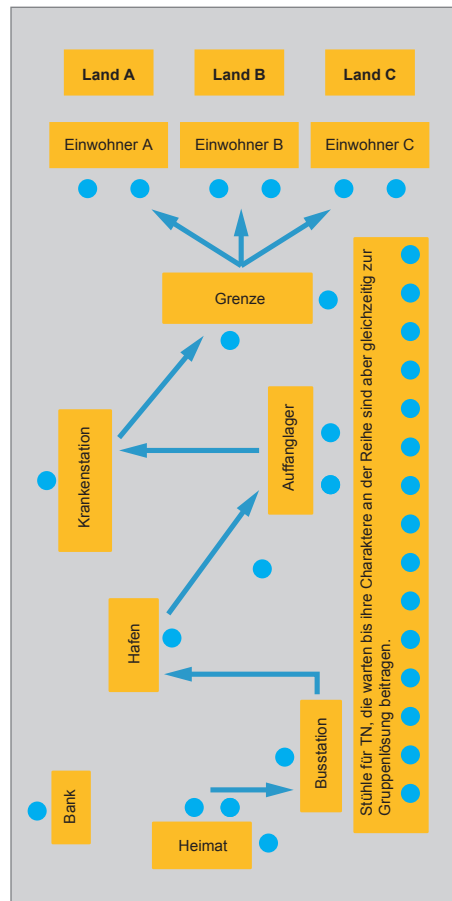 Land A
Land B
Land C
Einwohner A
Einwohner B
Einwohner C
Grenze
Krankenstation
Auffanglager
Hafen
Busstation
Bank
Heimat
Stühle für TN, die warten bis ihre Charaktere an der Reihe sind aber gleichzeitig zur
Gruppenlösung beitragen.